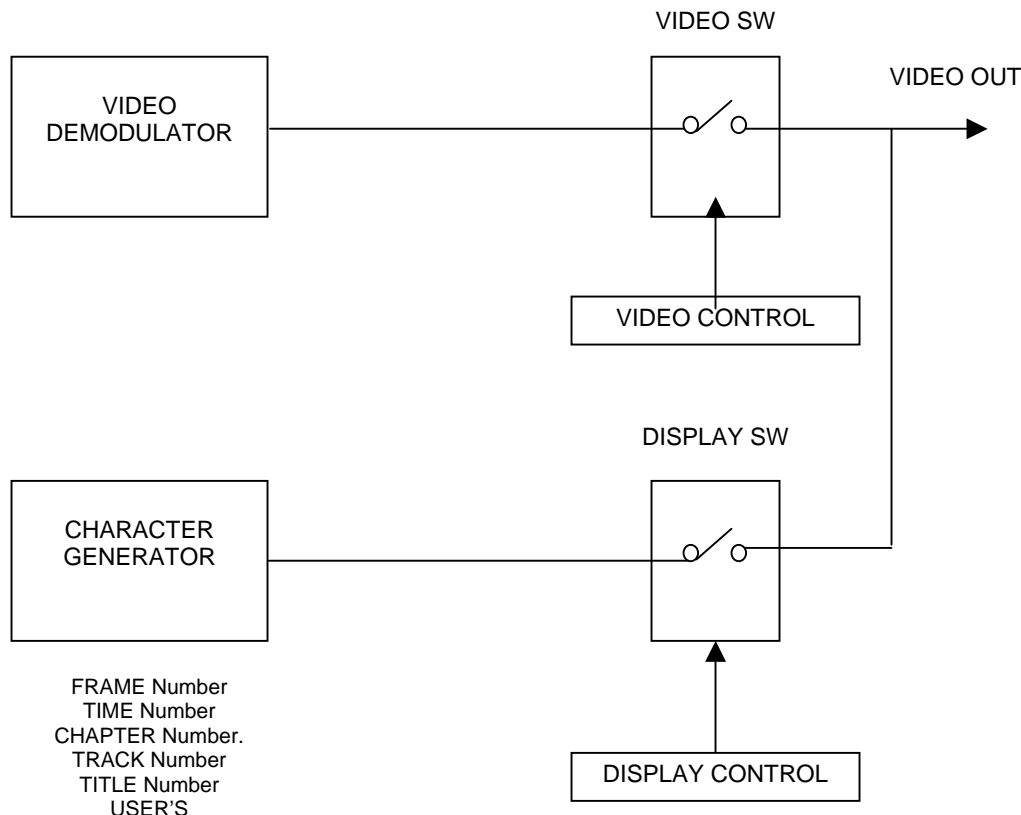 VIDEO SW
VIDEO OUT
VIDEO
DEMODULATOR
VIDEO CONTROL
DISPLAY SW
CHARACTER
GENERATOR
FRAME Number
TIME Number
CHAPTER Number.
TRACK Number
TITLE Number
USER'S
DISPLAY CONTROL